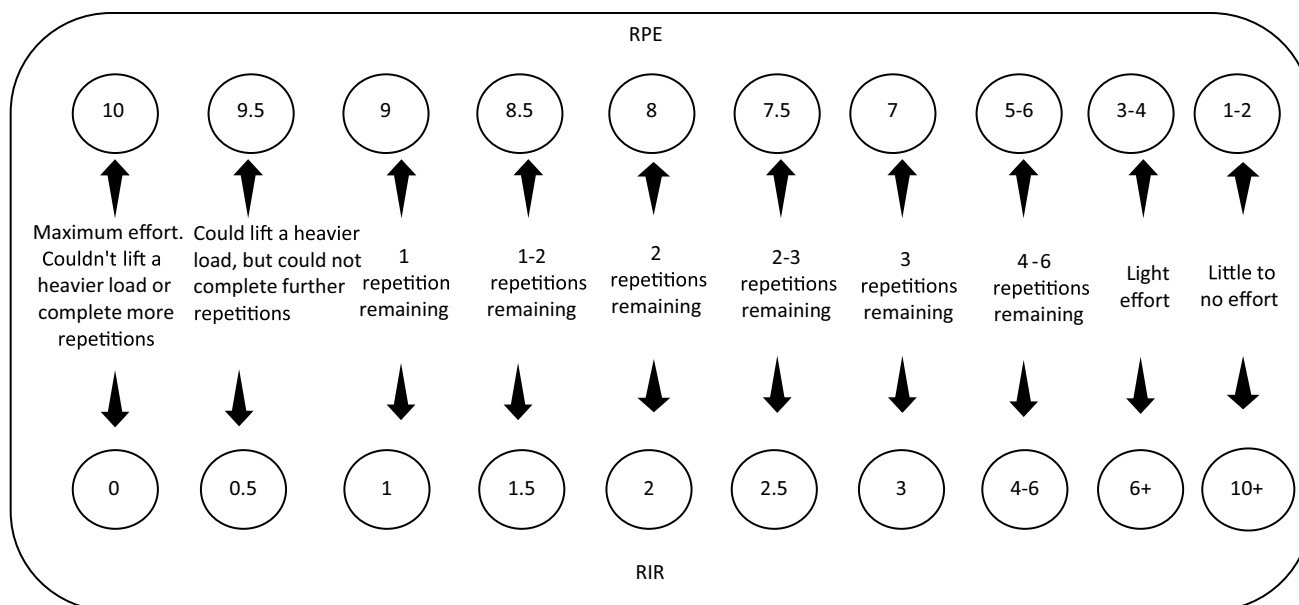 RPE
10
9.5
9
8.5
8
7.5
7
5-6
3-4
1-2
Maximum effort.
Couldn't lift a
heavier load or
complete more
repetitions
Could lift a heavier
load, but could not
complete further
repetitions
1
repetition
remaining
1-2
repetitions
remaining
2
repetitions
remaining
2-3
repetitions
remaining
3
repetitions
remaining
4-6
repetitions
remaining
Light
effort
Little to
no effort
0
0.5
1
1.5
2
2.5
3
4-6
6+
10+
RIR